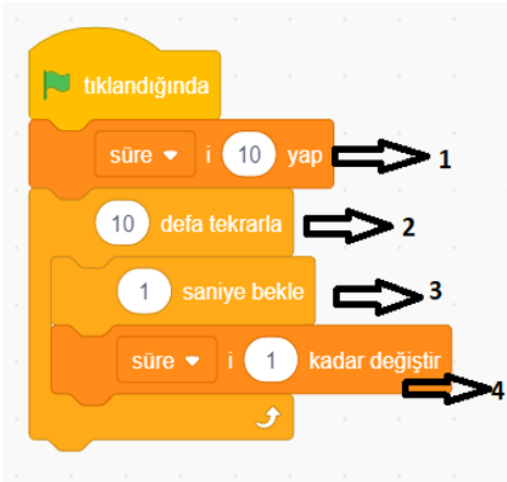 tıklandığında
süre i 10 yap 1
10 defa tekrarla 2
1 saniye bekle 3
süre i 1 kadar değiştir
4